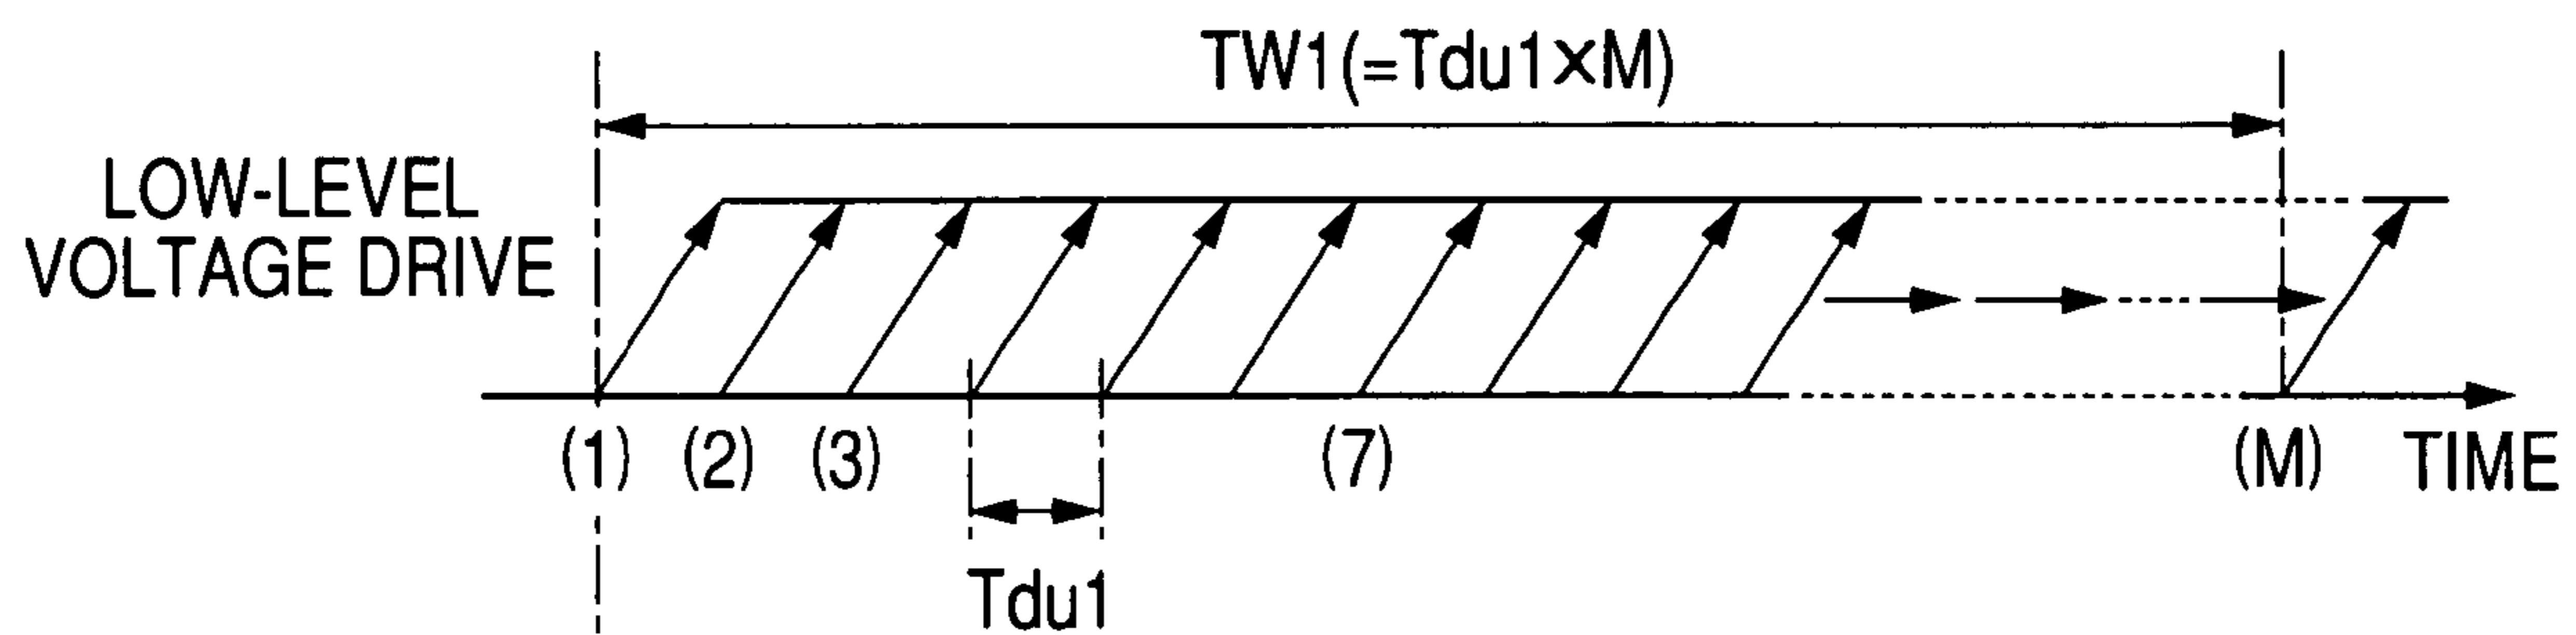 TW1(=Tdu1×M)
LOW-LEVEL
VOLTAGE DRIVE
(1) (2) (3) (7) (M) TIME
Tdu1